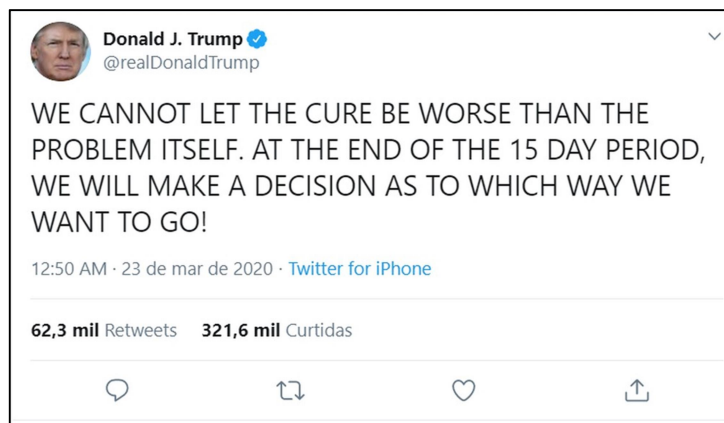 Donald J. Trump
@realDonaldTrump
WE CANNOT LET THE CURE BE WORSE THAN THE
PROBLEM ITSELF. AT THE END OF THE 15 DAY PERIOD,
WE WILL MAKE A DECISION AS TO WHICH WAY WE
WANT TO GO!
12:50 AM · 23 de mar de 2020 · Twitter for iPhone
62,3 mil Retweets 321,6 mil Curtidas